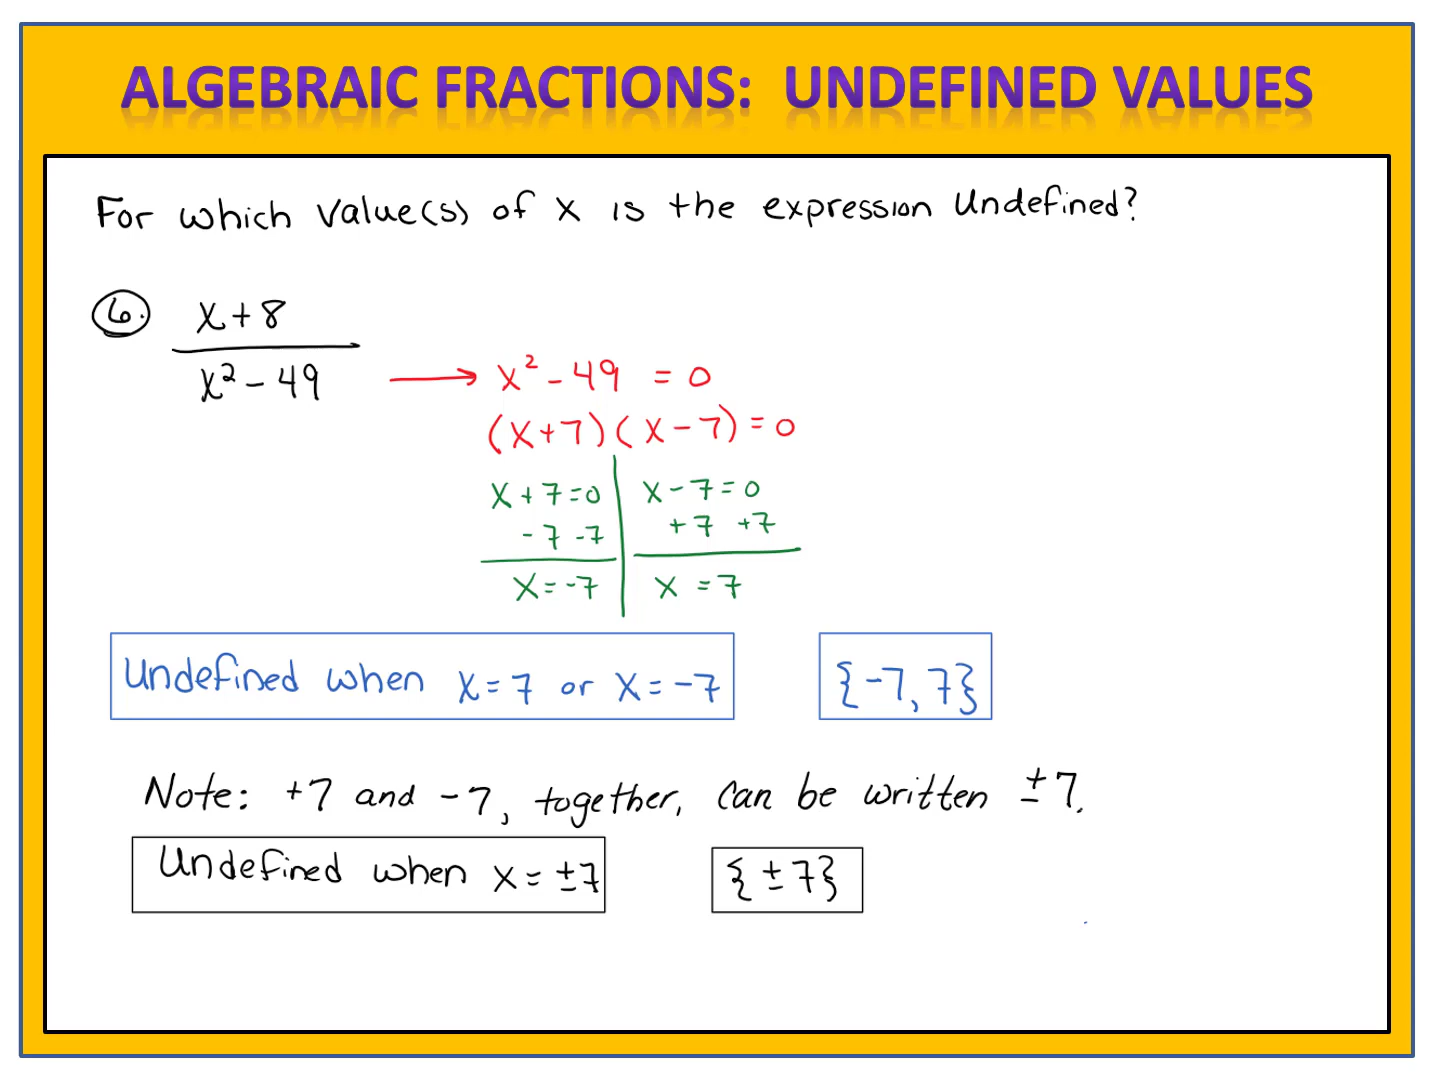 ALGEBRAIC FRACTIONS: UNDEFINED VALUES
For which value(s) of x is the expression undefined?
6. x + 8
x² - 49 → x² - 49 = 0
(x+7)(x-7)=0
x+7=0 x-7=0
-7 -7 +7 +7
x=-7 x=7
Undefined when x=7 or x=-7 {-7, 7}
Note: +7 and -7, together, can be written ±7.
Undefined when x=±7 {±7}